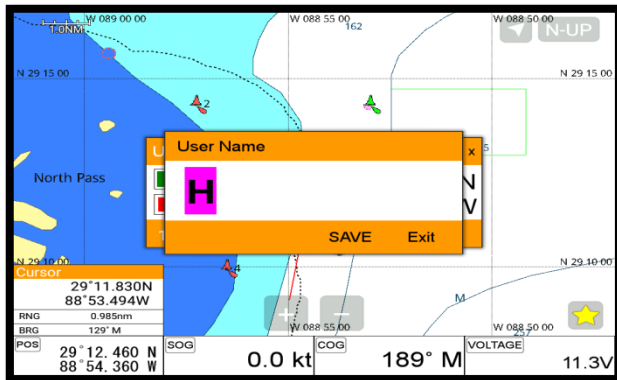 W 089 00 00
W 088 55 00
W 088 50 00
1.0NM
162
N-UP
N 29 15 00
N 29 15 00
2
U
User Name
x
5
North Pass
H
N
W
T
SAVE
Exit
N 29 10 00
N 29 10 00
4
Cursor
29°11.830N
88°53.494W
M
RNG
0.985nm
+
−
BRG
129° M
W 088 55 00
W 088 50 00
257
POS
29°12. 460 N
88°54. 360 W
SOG
0.0 kt
COG
189° M
VOLTAGE
11.3V